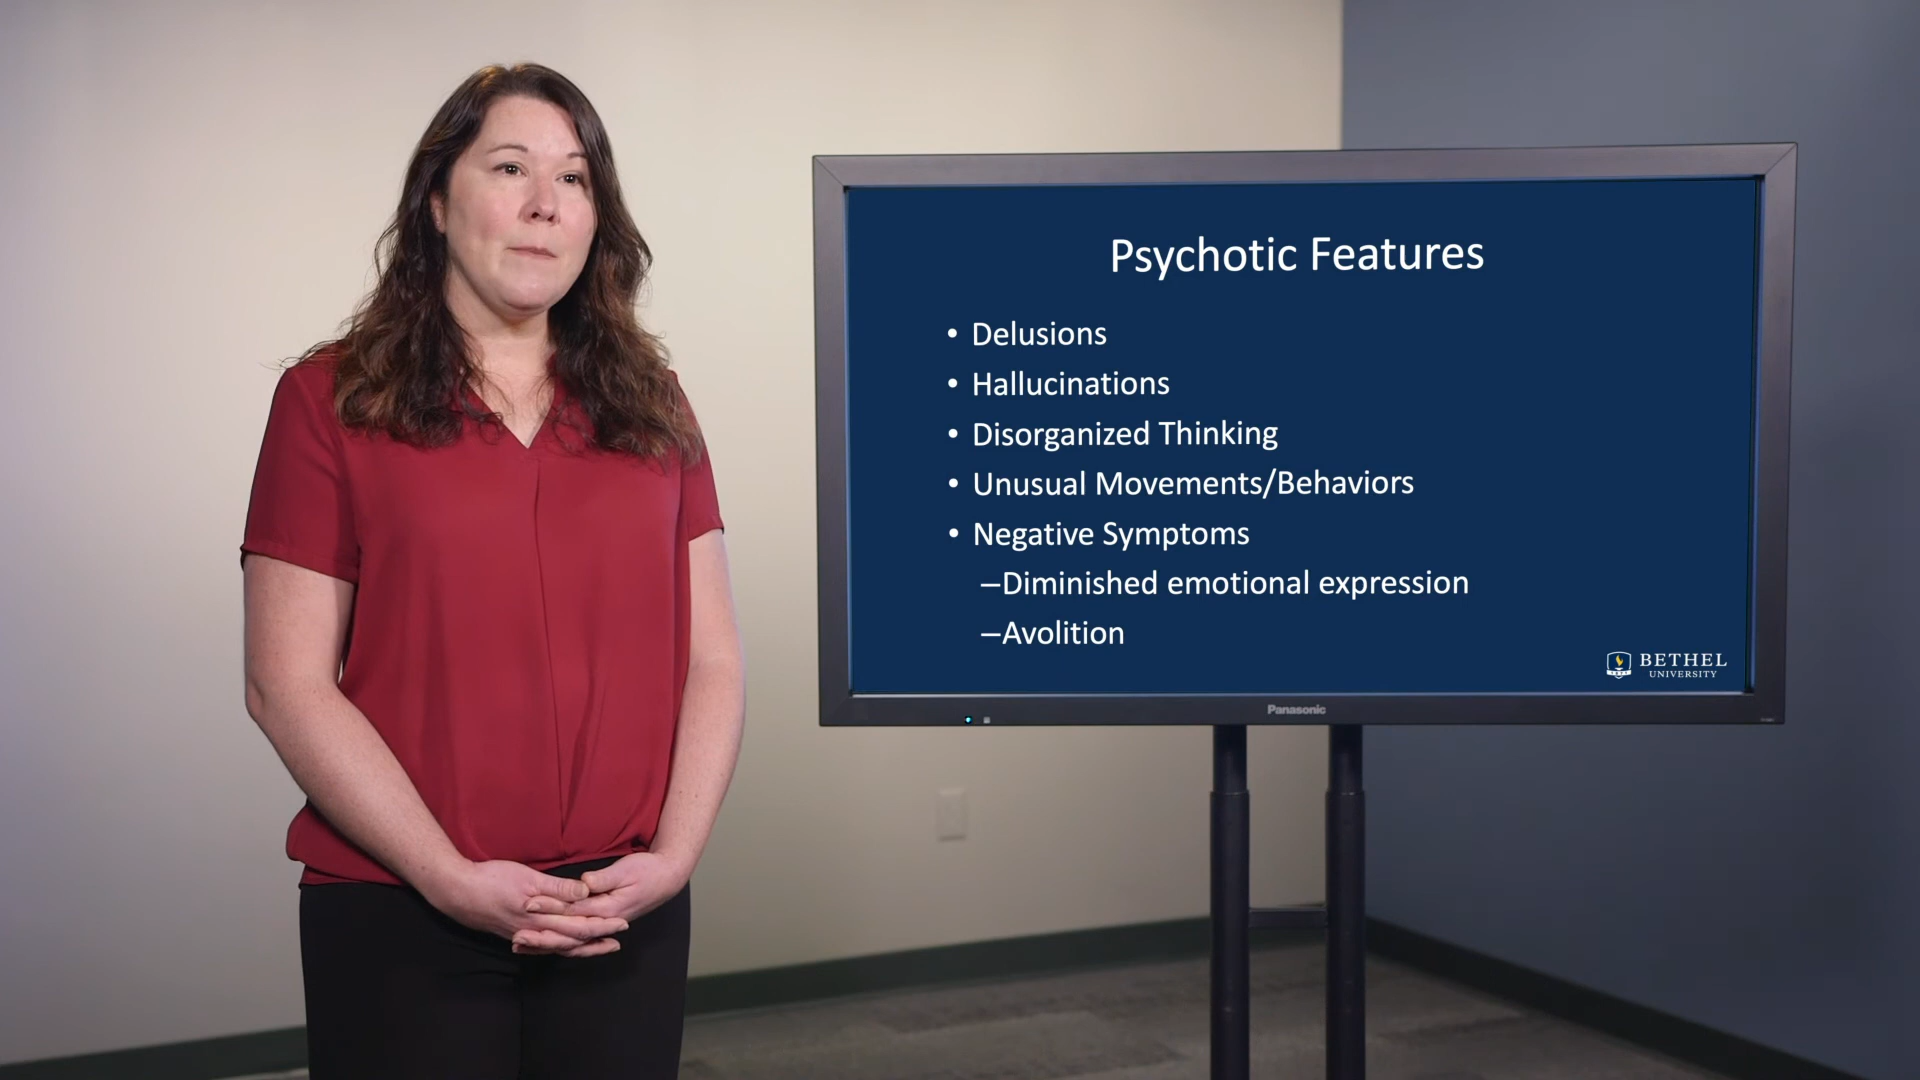 Psychotic Features
• Delusions
• Hallucinations
• Disorganized Thinking
• Unusual Movements/Behaviors
• Negative Symptoms
–Diminished emotional expression
–Avolition
BETHEL
UNIVERSITY
Panasonic